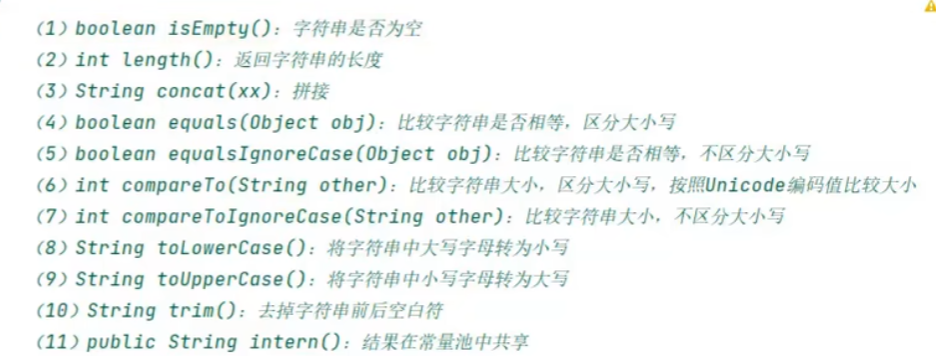 （1）boolean isEmpty()：字符串是否为空
（2）int length()：返回字符串的长度
（3）String concat(xx)：拼接
（4）boolean equals(Object obj)：比较字符串是否相等，区分大小写
（5）boolean equalsIgnoreCase(Object obj)：比较字符串是否相等，不区分大小写
（6）int compareTo(String other)：比较字符串大小，区分大小写，按照Unicode编码值比较大小
（7）int compareToIgnoreCase(String other)：比较字符串大小，不区分大小写
（8）String toLowerCase()：将字符串中大写字母转为小写
（9）String toUpperCase()：将字符串中小写字母转为大写
（10）String trim()：去掉字符串前后空白符
（11）public String intern()：结果在常量池中共享